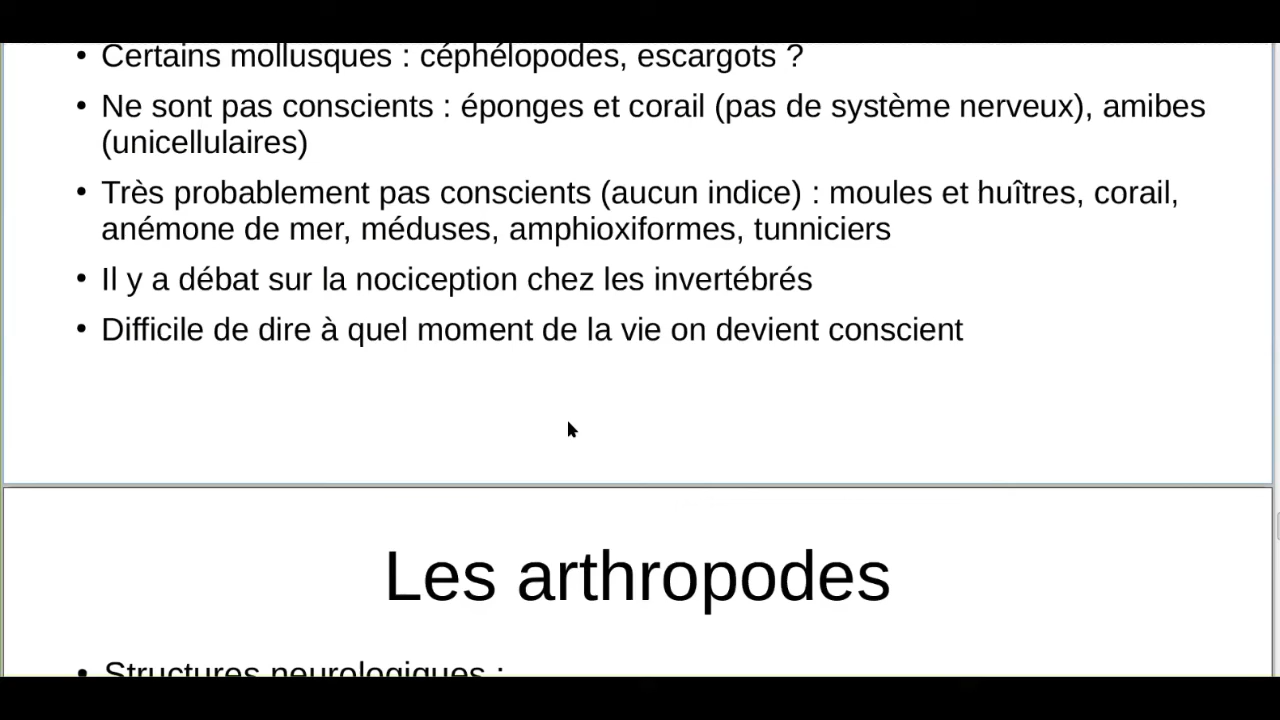 • Certains mollusques : céphélopodes, escargots ?
• Ne sont pas conscients : éponges et corail (pas de système nerveux), amibes
(unicellulaires)
• Très probablement pas conscients (aucun indice) : moules et huîtres, corail,
anémone de mer, méduses, amphioxiformes, tunniciers
• Il y a débat sur la nociception chez les invertébrés
• Difficile de dire à quel moment de la vie on devient conscient
Les arthropodes
• Structures neurologiques :